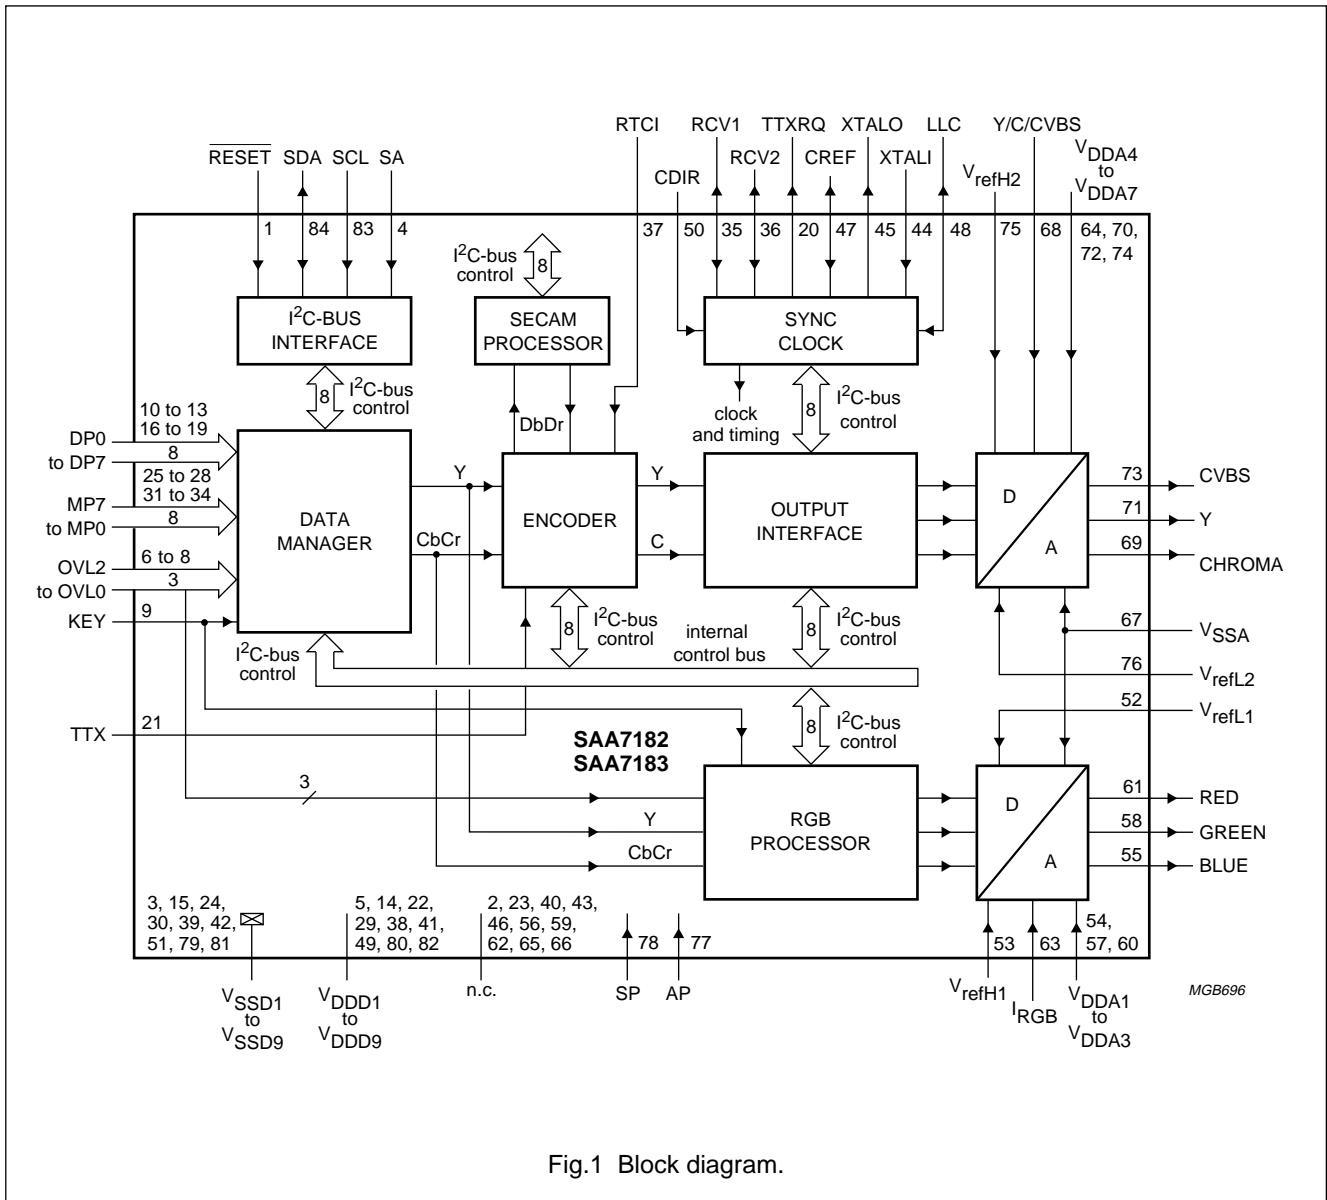 RTCI
RCV1
TTXRQ
XTALO
LLC
Y/C/CVBS
RESET
SDA
SCL
SA
CDIR
RCV2
CREF
XTALI
VrefH2
VDDA4
to
VDDA7
1
84
83
4
37
50
35
36
20
47
45
44
48
75
68
64, 70,
72, 74
I2C-bus
control
8
I2C-BUS
INTERFACE
SECAM
PROCESSOR
SYNC
CLOCK
8
I2C-bus
control
DbDr
clock
and timing
8
I2C-bus
control
10 to 13
16 to 19
DP0
to DP7
8
25 to 28
31 to 34
MP7
to MP0
8
OVL2
to OVL0
6 to 8
3
KEY
9
DATA
MANAGER
Y
CbCr
ENCODER
Y
C
OUTPUT
INTERFACE
D
A
73
CVBS
71
Y
69
CHROMA
I2C-bus
control
8
I2C-bus
control
internal
control bus
8
I2C-bus
control
67
VSSA
76
VrefL2
52
VrefL1
TTX
21
SAA7182
SAA7183
8
I2C-bus
control
3
Y
CbCr
RGB
PROCESSOR
D
A
61
RED
58
GREEN
55
BLUE
3, 15, 24,
30, 39, 42,
51, 79, 81
5, 14, 22,
29, 38, 41,
49, 80, 82
2, 23, 40, 43,
46, 56, 59,
62, 65, 66
78
77
53
63
54,
57, 60
VSSD1
to
VSSD9
VDDD1
to
VDDD9
n.c.
SP
AP
VrefH1
IRGB
VDDA1
to
VDDA3
MGB696
Fig.1 Block diagram.